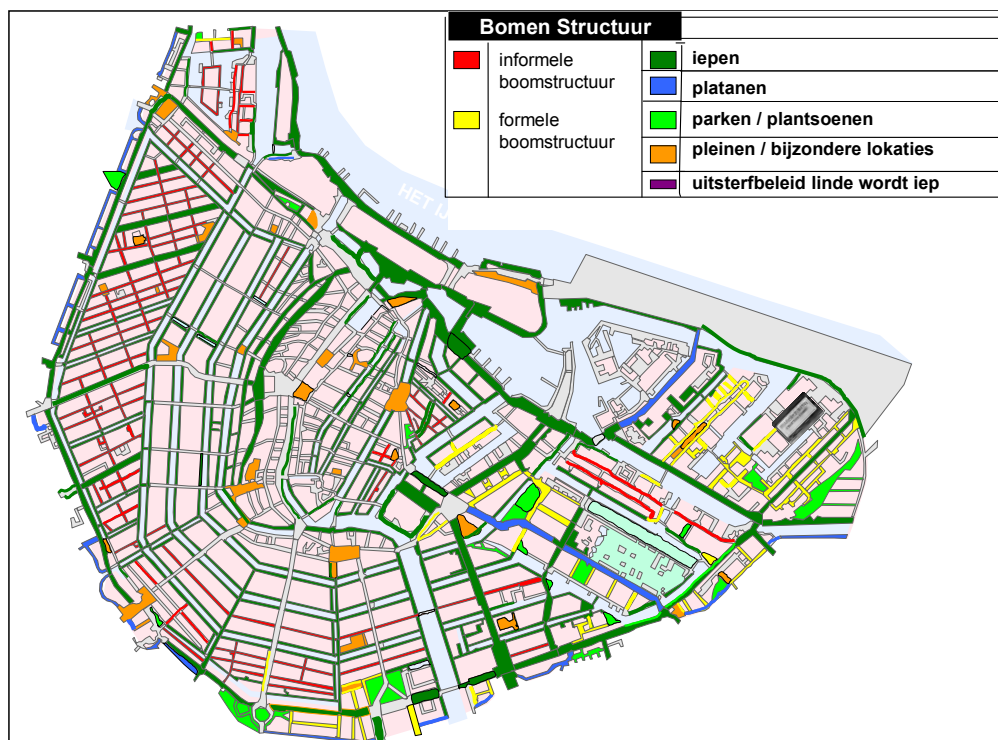 Bomen Structuur
informele
boomstructuur
formele
boomstructuur
iepen
platanen
parken / plantsoenen
pleinen / bijzondere lokaties
uitsterfbeleid linde wordt iep
HET IJ